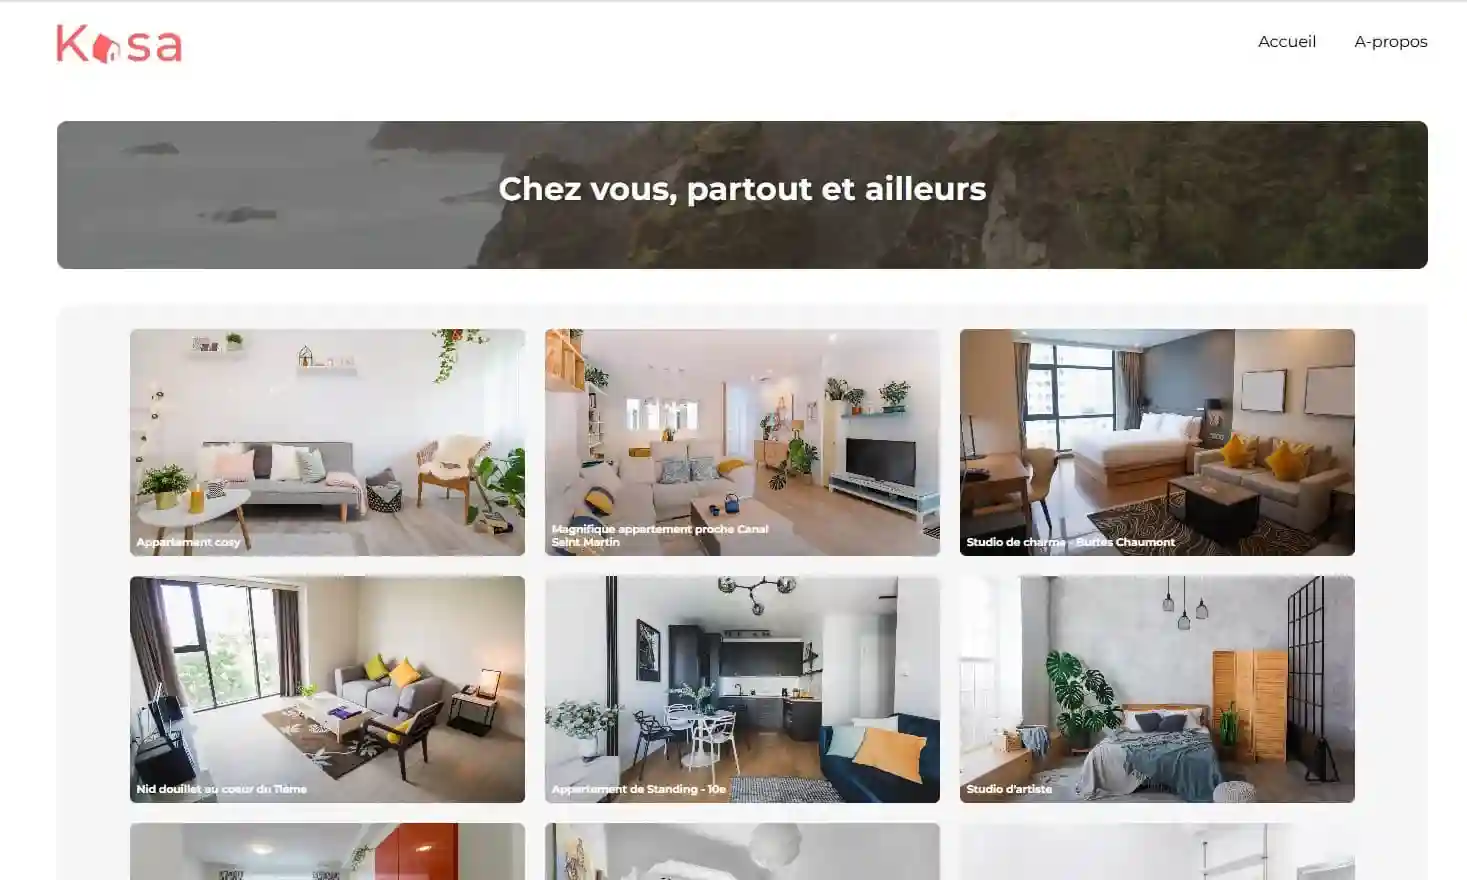 Kasa
Accueil
A-propos
Chez vous, partout et ailleurs
Appartement cosy
Magnifique appartement proche Canal
Saint Martin
Studio de charme - Buttes Chaumont
Nid douillet au coeur du 11ème
Appartement de Standing - 10e
Studio d'artiste